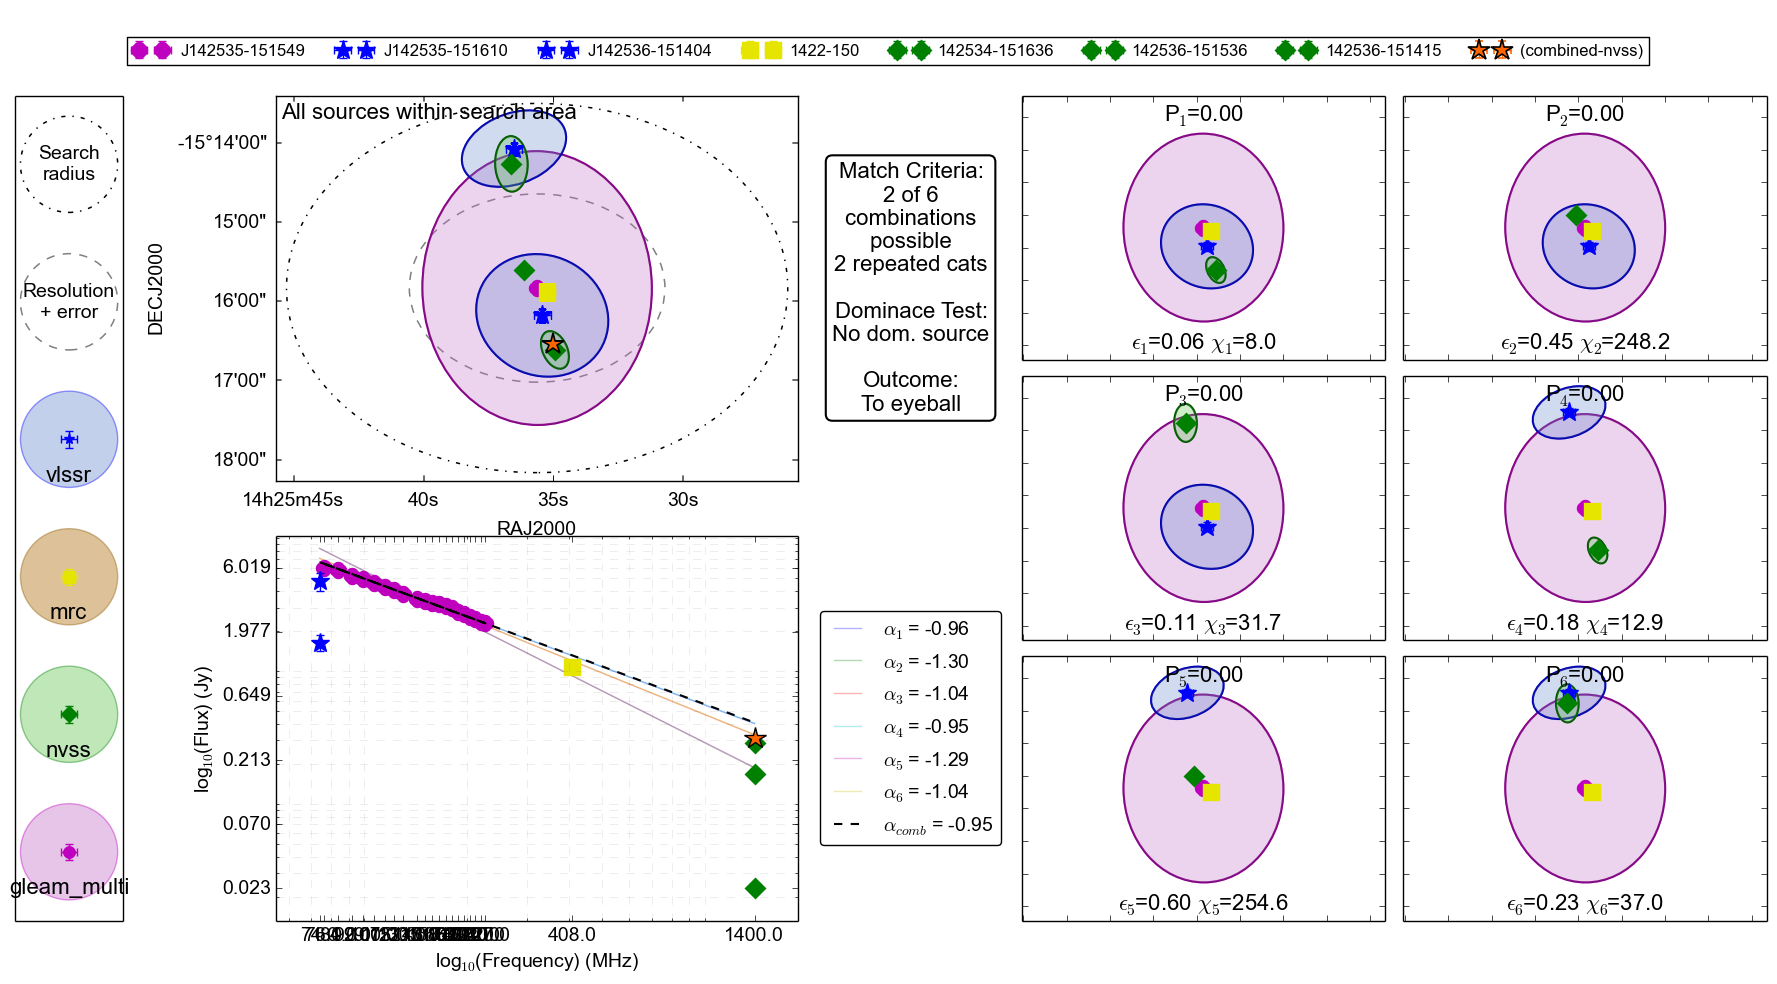 J142535-151549
J142535-151610
J142536-151404
1422-150
142534-151636
142536-151536
142536-151415
(combined-nvss)
Search
radius
Resolution
+ error
vlssr
mrc
nvss
gleam_multi
All sources within search area
DECJ2000
-15°14'00"
15'00"
16'00"
17'00"
18'00"
14h25m45s
40s
35s
30s
RAJ2000
log10(Flux) (Jy)
6.019
1.977
0.649
0.213
0.070
0.023
408.0
1400.0
log10(Frequency) (MHz)
Match Criteria:
2 of 6
combinations
possible
2 repeated cats
Dominace Test:
No dom. source
Outcome:
To eyeball
α1 = -0.96
α2 = -1.30
α3 = -1.04
α4 = -0.95
α5 = -1.29
α6 = -1.04
αcomb = -0.95
P1=0.00
ϵ1=0.06 χ1=8.0
P2=0.00
ϵ2=0.45 χ2=248.2
P3=0.00
ϵ3=0.11 χ3=31.7
P4=0.00
ϵ4=0.18 χ4=12.9
P5=0.00
ϵ5=0.60 χ5=254.6
P6=0.00
ϵ6=0.23 χ6=37.0